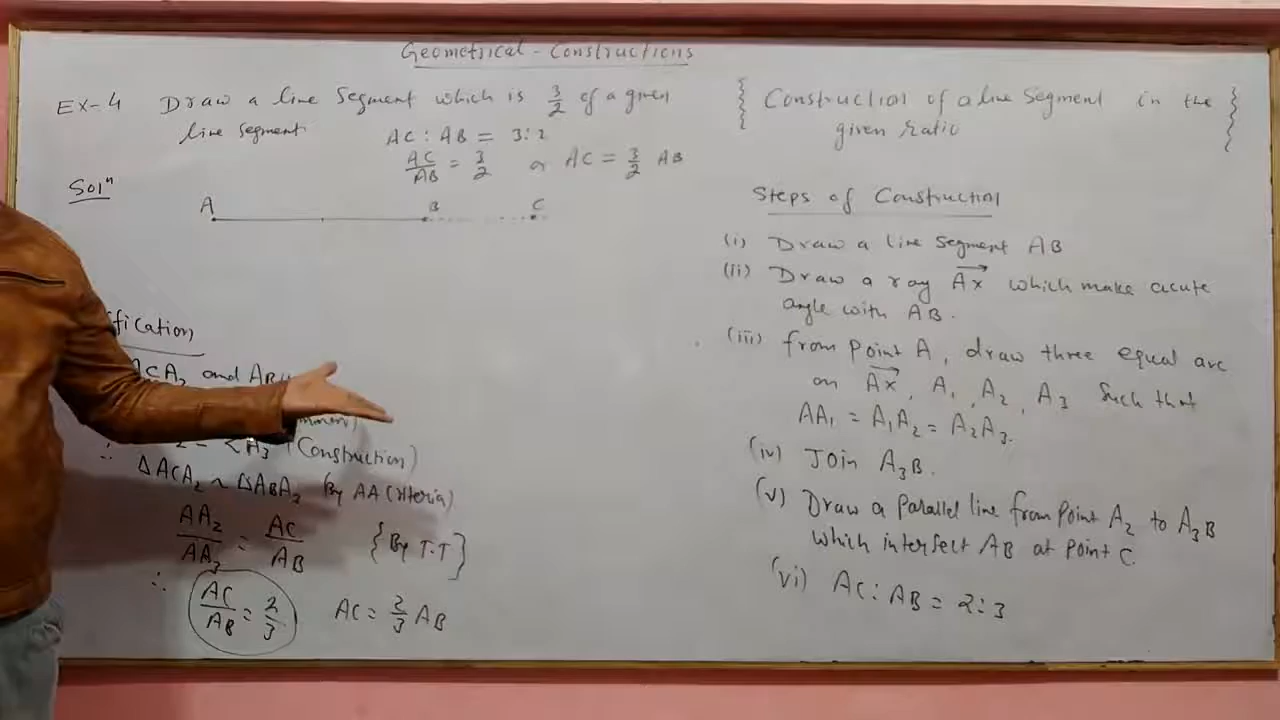 Geometrical - Constructions
EX-4 Draw a line Segment which is 3/2 of a given
line segment.
AC : AB = 3:2
AC/AB = 3/2 or AC = 3/2 AB
Solⁿ
A B C
fication
ACA₂ and AB
(Construction)
∴ ΔACA₂ ~ ΔABA₃ By AA Criteria)
AA₂/AA₃ = AC/AB {By T.T}
∴ AC/AB = 2/3 AC = 2/3 AB
{Construction of a line Segment in the
given ratio}
Steps of Construction
(i) Draw a line segment AB
(ii) Draw a ray AX which make acute
angle with AB.
(iii) from point A, draw three equal arc
on AX, A₁, A₂, A₃ Such that
AA₁ = A₁A₂ = A₂A₃.
(iv) Join A₃B.
(v) Draw a Parallel line from Point A₂ to A₃B
which intersect AB at point C.
(vi) AC : AB = 2:3